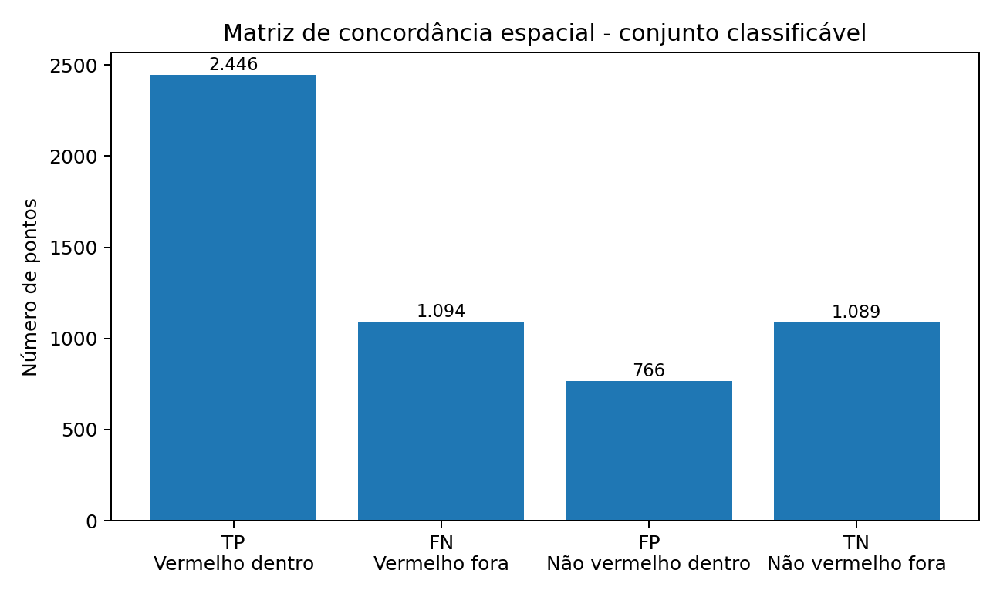 Matriz de concordância espacial - conjunto classificável
Número de pontos
2500
2000
1500
1000
500
0
2.446
1.094
766
1.089
TP
Vermelho dentro
FN
Vermelho fora
FP
Não vermelho dentro
TN
Não vermelho fora